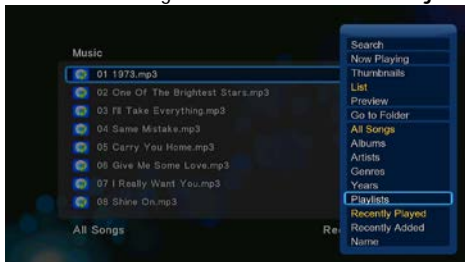 Music
01 1973.mp3
02 One Of The Brightest Stars.mp3
03 I'll Take Everything.mp3
04 Same Mistake.mp3
05 Carry You Home.mp3
06 Give Me Some Love.mp3
07 I Really Want You.mp3
08 Shine On.mp3
All Songs
Re
Search
Now Playing
Thumbnails
List
Preview
Go to Folder
All Songs
Albums
Artists
Genres
Years
Playlists
Recently Played
Recently Added
Name